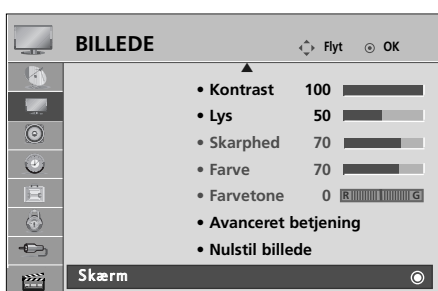 BILLEDE Flyt OK
• Kontrast 100
• Lys 50
• Skarphed 70
• Farve 70
• Farvetone 0 R G
• Avanceret betjening
• Nulstil billede
Skærm